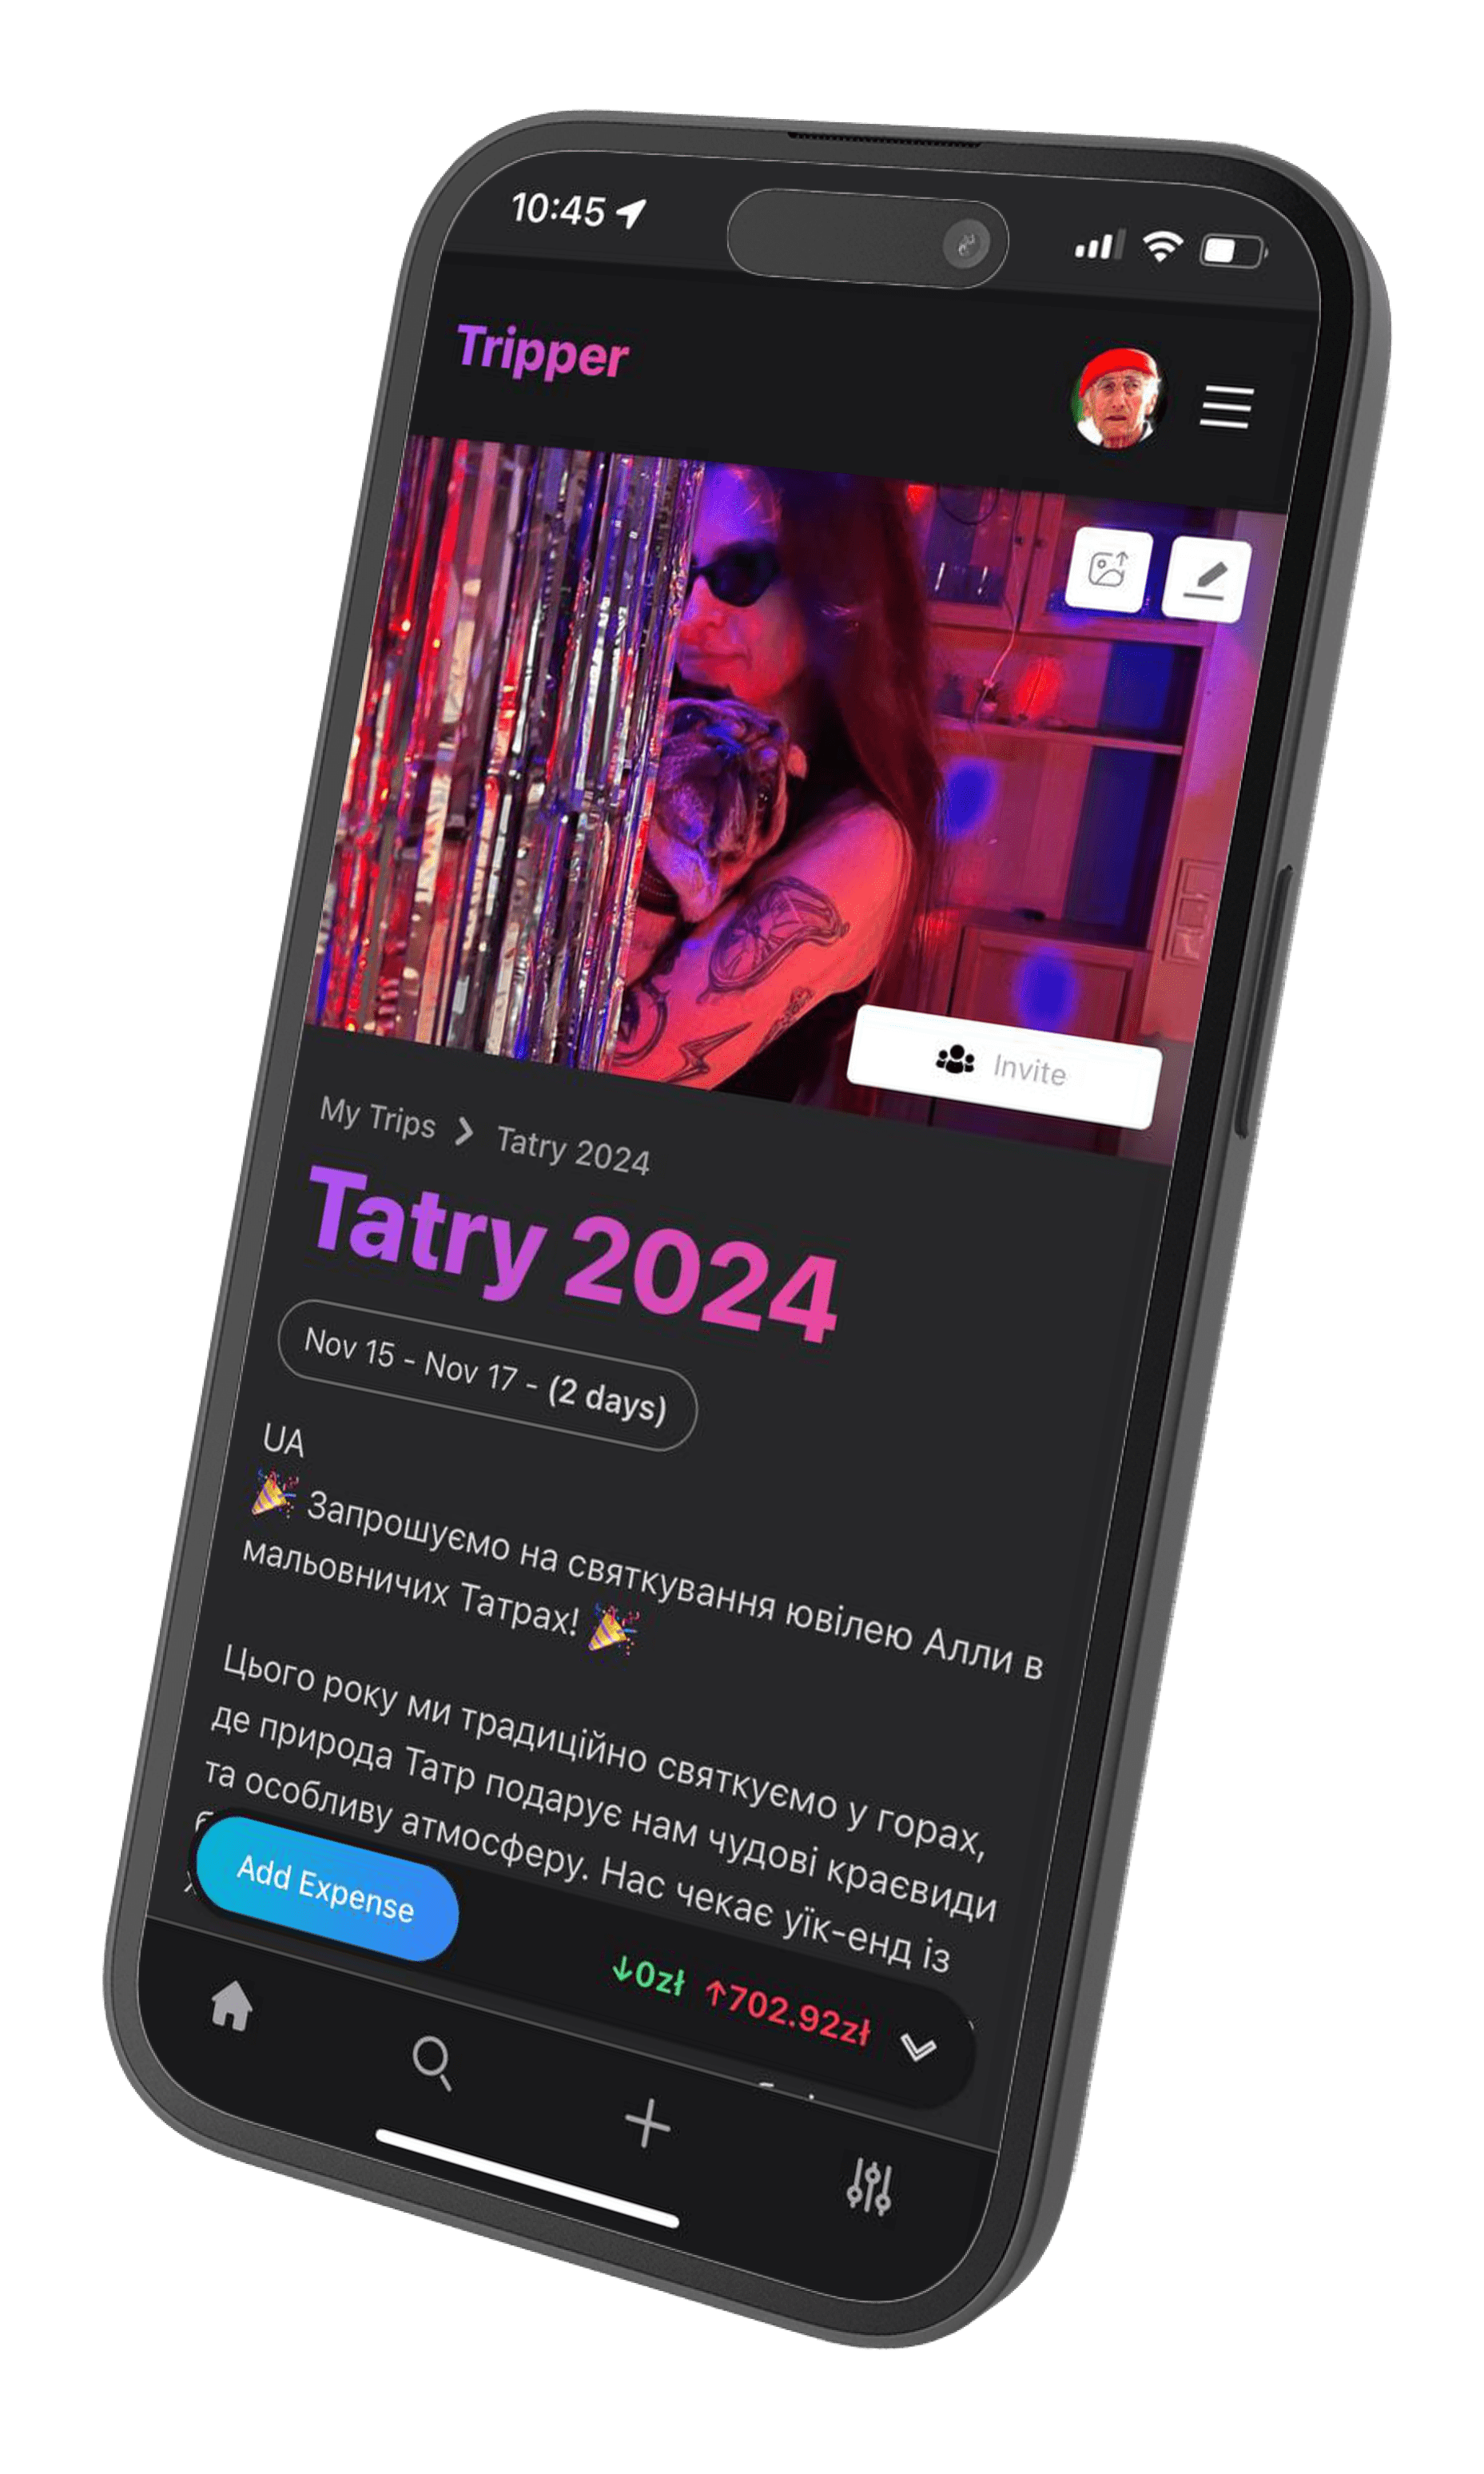 10:45
Tripper
Invite
My Trips Tatry 2024
Tatry 2024
Nov 15 - Nov 17 - (2 days)
UA
🎉 Запрошуємо на святкування ювілею Алли в
мальовничих Татрах! 🎉
Цього року ми традиційно святкуємо у горах,
де природа Татр подарує нам чудові краєвиди
та особливу атмосферу. Нас чекає уїк-енд із
Add Expense
↓0zł ↑702.92zł